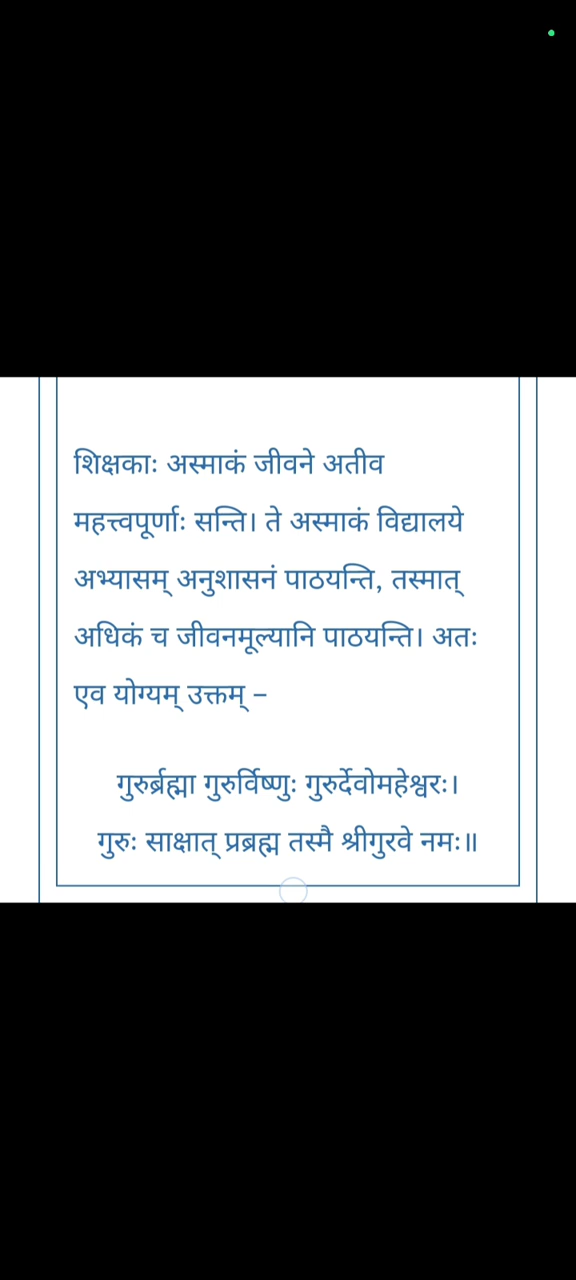 शिक्षकाः अस्माकं जीवने अतीव
महत्त्वपूर्णाः सन्ति। ते अस्माकं विद्यालये
अभ्यासम् अनुशासनं पाठयन्ति, तस्मात्
अधिकं च जीवनमूल्यानि पाठयन्ति। अतः
एव योग्यम् उक्तम् –
गुरुर्ब्रह्मा गुरुर्विष्णुः गुरुर्देवोमहेश्वरः।
गुरुः साक्षात् प्रब्रह्म तस्मै श्रीगुरवे नमः॥